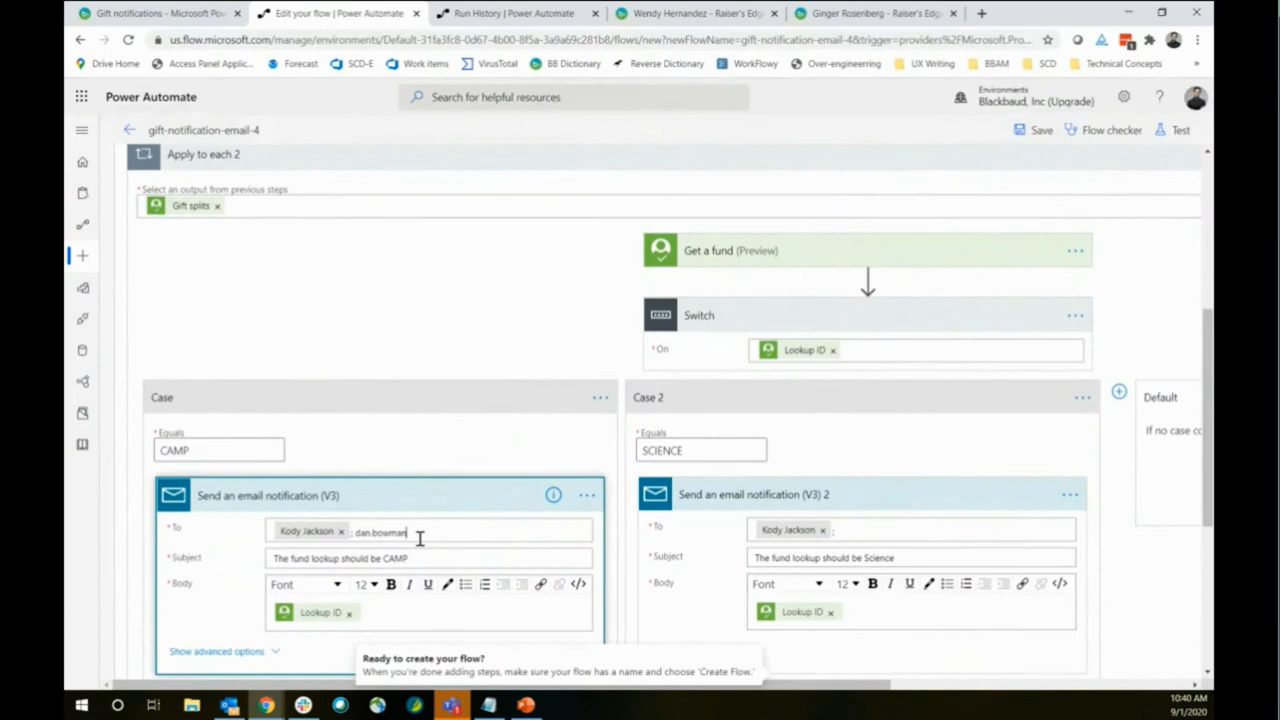 Gift notifications - Microsoft Pow
Edit your flow | Power Automate
Run History | Power Automate
Wendy Hernandez - Raiser's Edg
Ginger Rosenberg - Raiser's Edg
us.flow.microsoft.com/manage/environments/Default-31fa3fc8-0d67-4b00-8f5a-3a9a69c281b8/flows/new?newFlowName=gift-notification-email-4&trigger=providers%2FMicrosoft.Pro...
Drive Home
Access Panel Applic...
Forecast
SCD-E
Work items
VirusTotal
BB Dictionary
Reverse Dictionary
WorkFlowy
Over-engineering
UX Writing
BBAM
SCD
Technical Concepts
Power Automate
Search for helpful resources
Environments
Blackbaud, Inc (Upgrade)
gift-notification-email-4
Save
Flow checker
Test
Apply to each 2
*Select an output from previous steps
Gift splits ×
Get a fund (Preview)
Switch
*On
Lookup ID ×
Case
Case 2
Default
*Equals
CAMP
*Equals
SCIENCE
If no case co
Send an email notification (V3)
*To
Kody Jackson × ; dan.bowman
*Subject
The fund lookup should be CAMP
*Body
Font
12
B I U
Lookup ID ×
Show advanced options
Send an email notification (V3) 2
*To
Kody Jackson × ;
*Subject
The fund lookup should be Science
*Body
Font
12
B I U
Lookup ID ×
Ready to create your flow?
When you're done adding steps, make sure your flow has a name and choose 'Create Flow.'
10:40 AM
9/1/2020